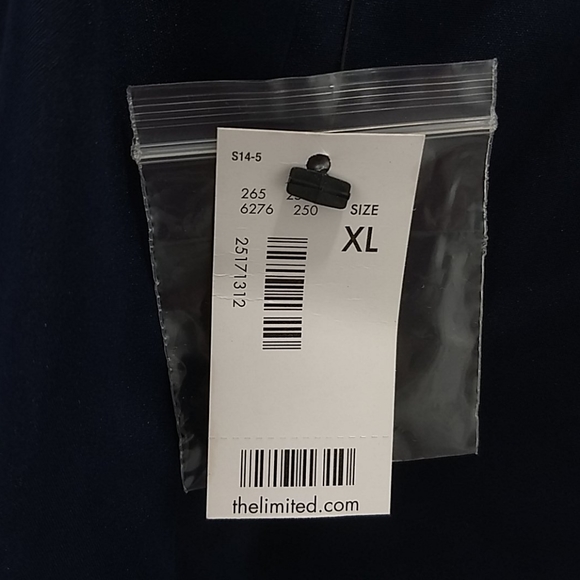 S14-5
265
6276 250 SIZE
XL
25171312
thelimited.com